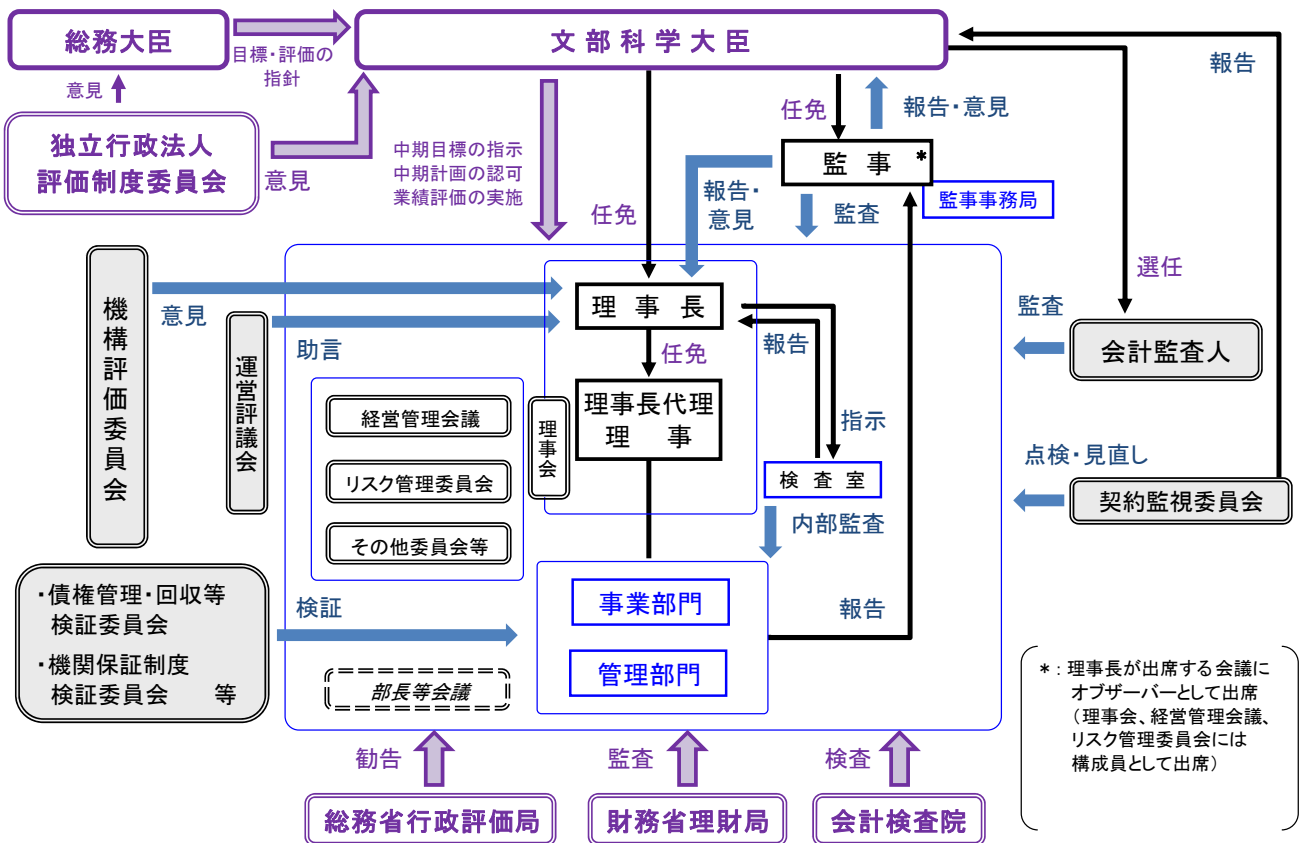 総務大臣
目標・評価の
指針
文部科学大臣
報告
意見
独立行政法人
評価制度委員会
意見
中期目標の指示
中期計画の認可
業績評価の実施
任免
任免
報告・意見
監事 *
監事事務局
報告・
意見
監査
選任
機構評価委員会
意見
運営評議会
助言
理事長
任免
報告
指示
監査
会計監査人
経営管理会議
リスク管理委員会
その他委員会等
理事会
理事長代理
理事
検査室
内部監査
点検・見直し
契約監視委員会
・債権管理・回収等
検証委員会
・機関保証制度
検証委員会 等
検証
事業部門
管理部門
報告
部長等会議
*：理事長が出席する会議に
オブザーバーとして出席
（理事会、経営管理会議、
リスク管理委員会には
構成員として出席）
勧告
監査
検査
総務省行政評価局
財務省理財局
会計検査院